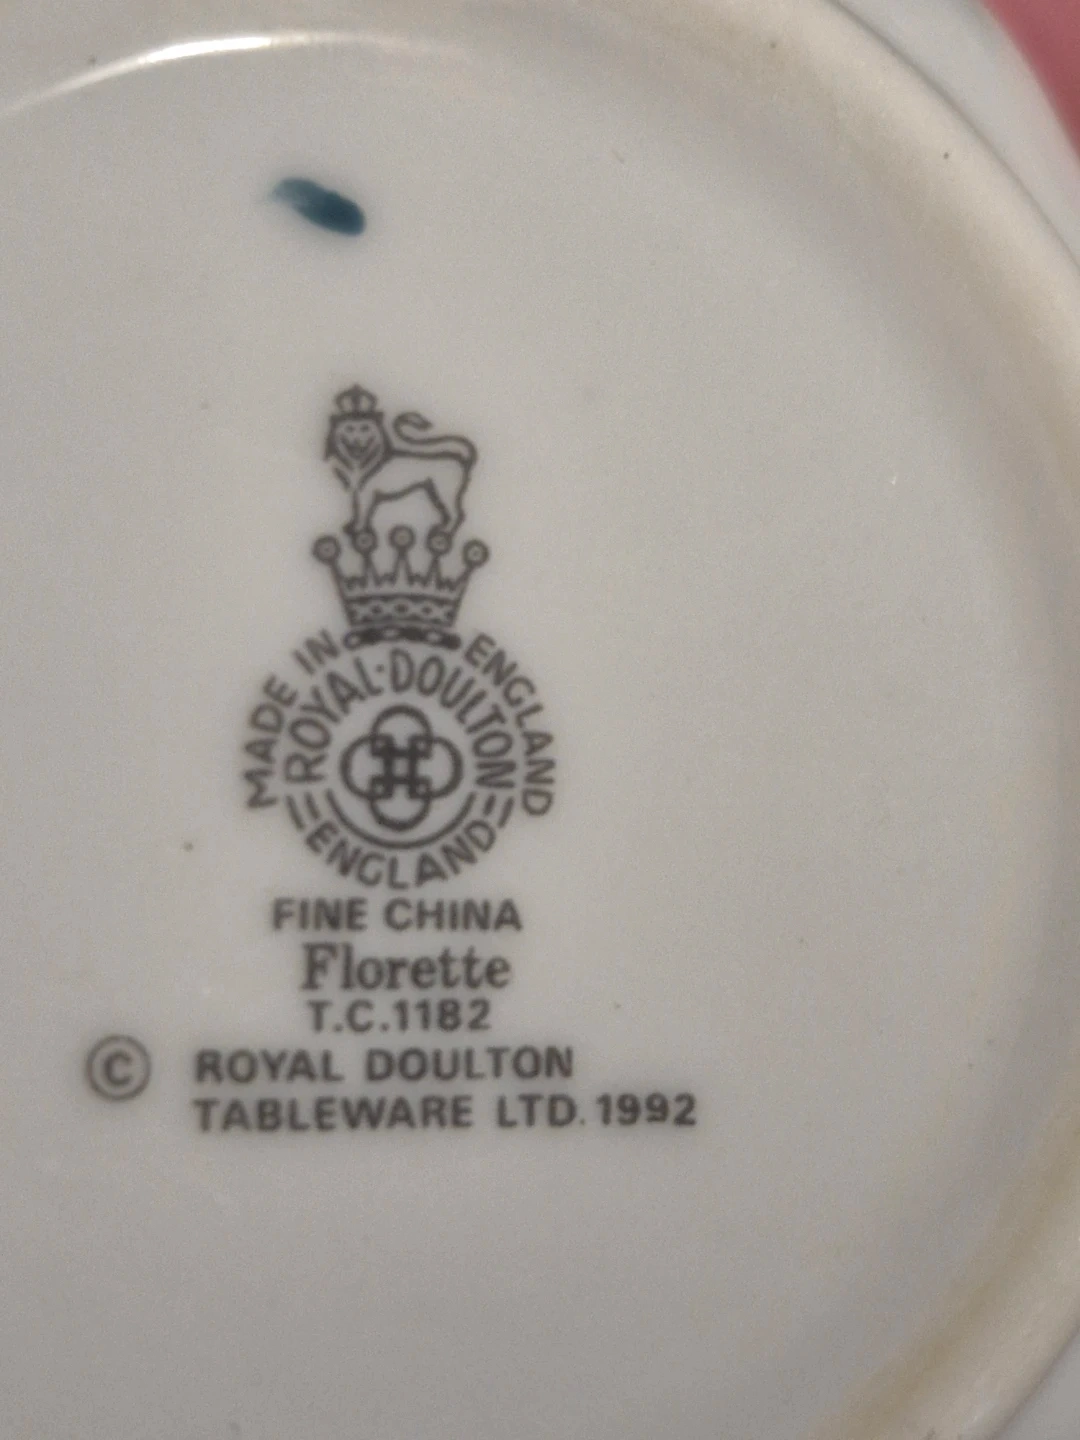 MADE IN ENGLAND
ROYAL·DOULTON
ENGLAND
FINE CHINA
Florette
T.C.1182
© ROYAL DOULTON
TABLEWARE LTD. 1992